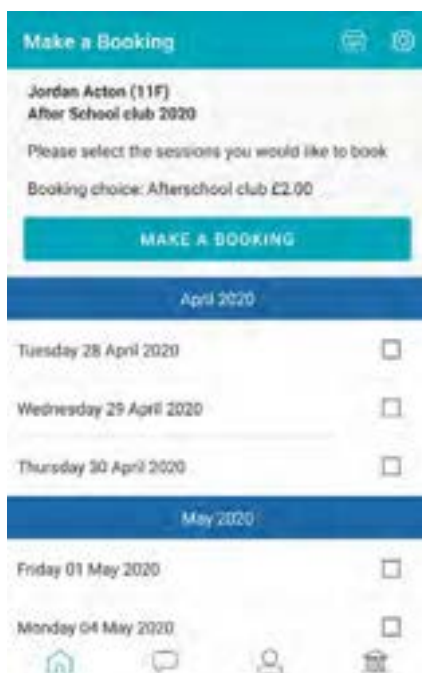 Make a Booking
Jordan Acton (11F)
After School club 2020
Please select the sessions you would like to book
Booking choice: Afterschool club £2.00
MAKE A BOOKING
April 2020
Tuesday 28 April 2020
Wednesday 29 April 2020
Thursday 30 April 2020
May 2020
Friday 01 May 2020
Monday 04 May 2020